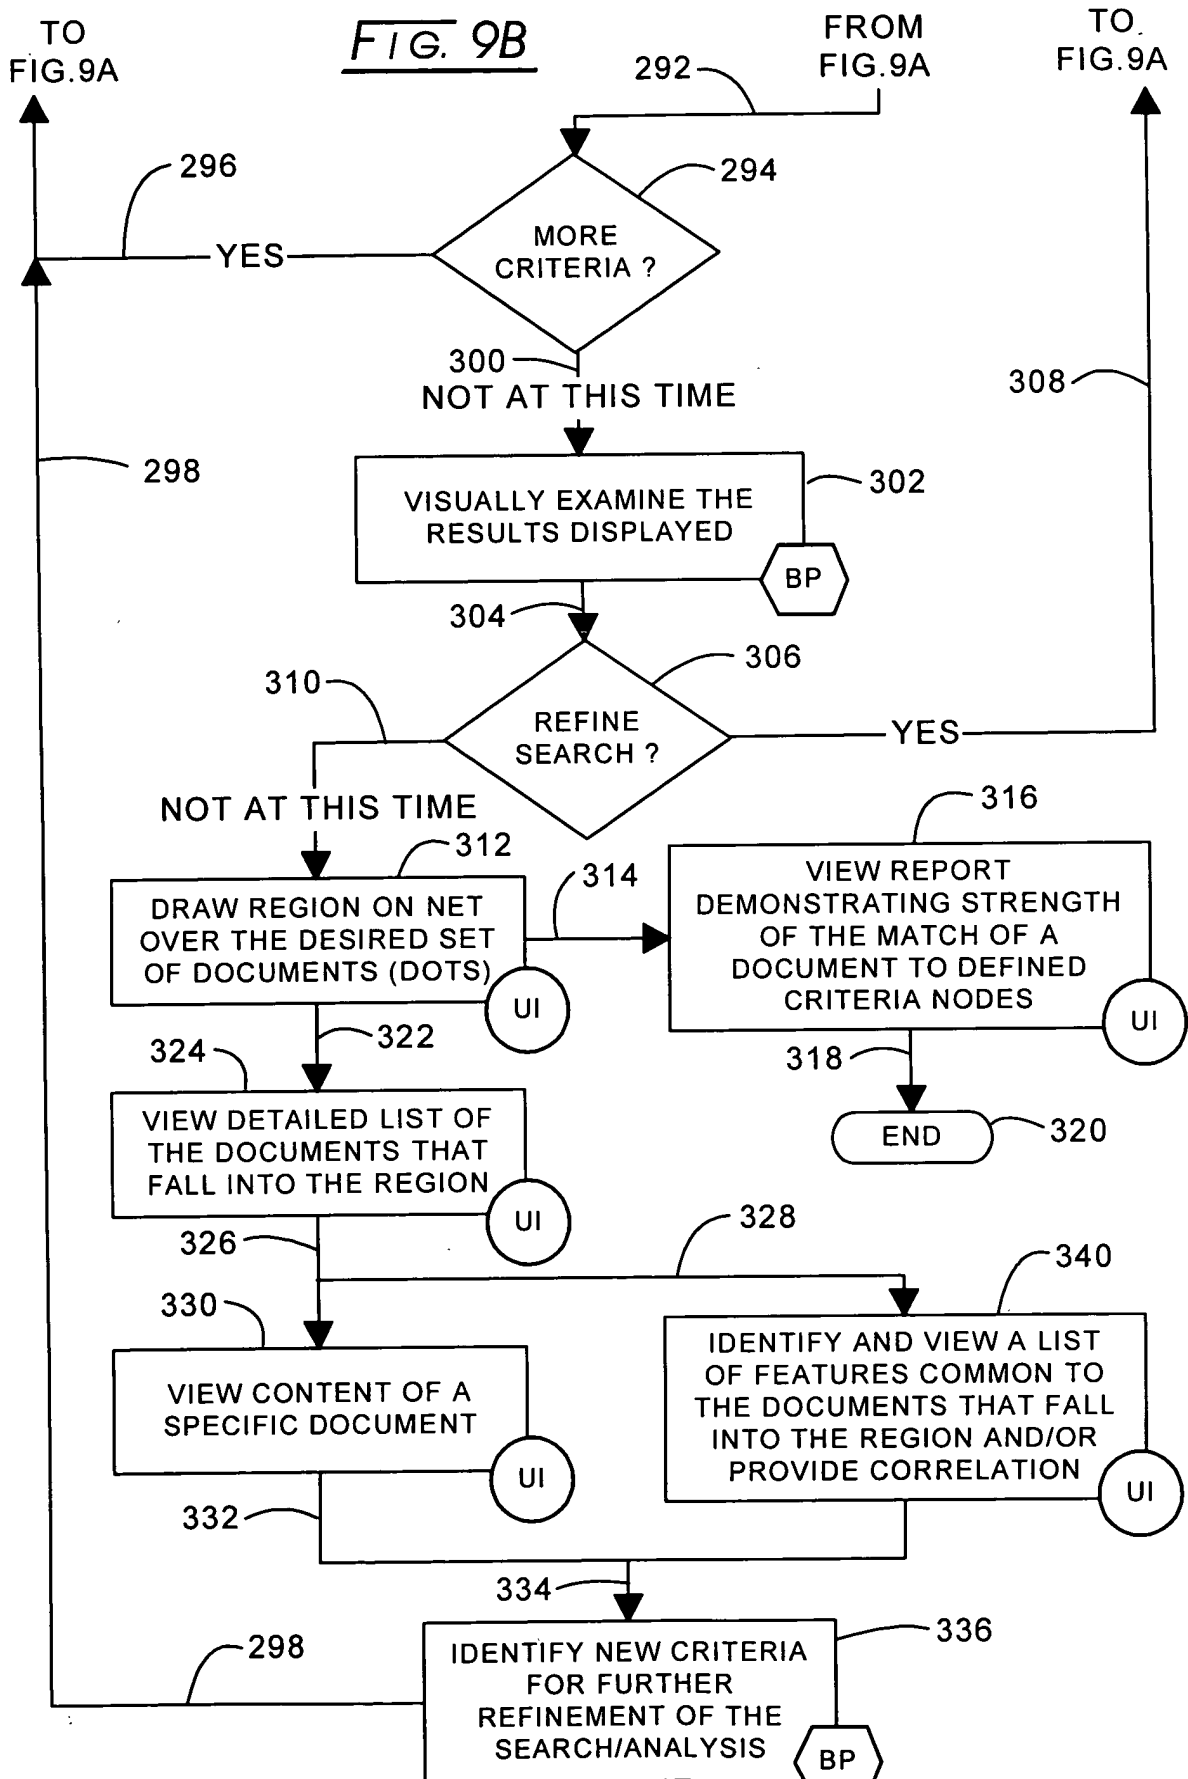 TO
FIG.9A
FIG. 9B
FROM
FIG.9A
TO
FIG.9A
292
296
294
MORE
CRITERIA ?
YES
300
NOT AT THIS TIME
308
298
VISUALLY EXAMINE THE
RESULTS DISPLAYED
302
BP
304
306
310
REFINE
SEARCH ?
YES
NOT AT THIS TIME
312
314
316
DRAW REGION ON NET
OVER THE DESIRED SET
OF DOCUMENTS (DOTS)
UI
VIEW REPORT
DEMONSTRATING STRENGTH
OF THE MATCH OF A
DOCUMENT TO DEFINED
CRITERIA NODES
UI
322
324
318
END
320
VIEW DETAILED LIST OF
THE DOCUMENTS THAT
FALL INTO THE REGION
UI
326
328
330
340
VIEW CONTENT OF A
SPECIFIC DOCUMENT
UI
IDENTIFY AND VIEW A LIST
OF FEATURES COMMON TO
THE DOCUMENTS THAT FALL
INTO THE REGION AND/OR
PROVIDE CORRELATION
UI
332
334
336
298
IDENTIFY NEW CRITERIA
FOR FURTHER
REFINEMENT OF THE
SEARCH/ANALYSIS
BP